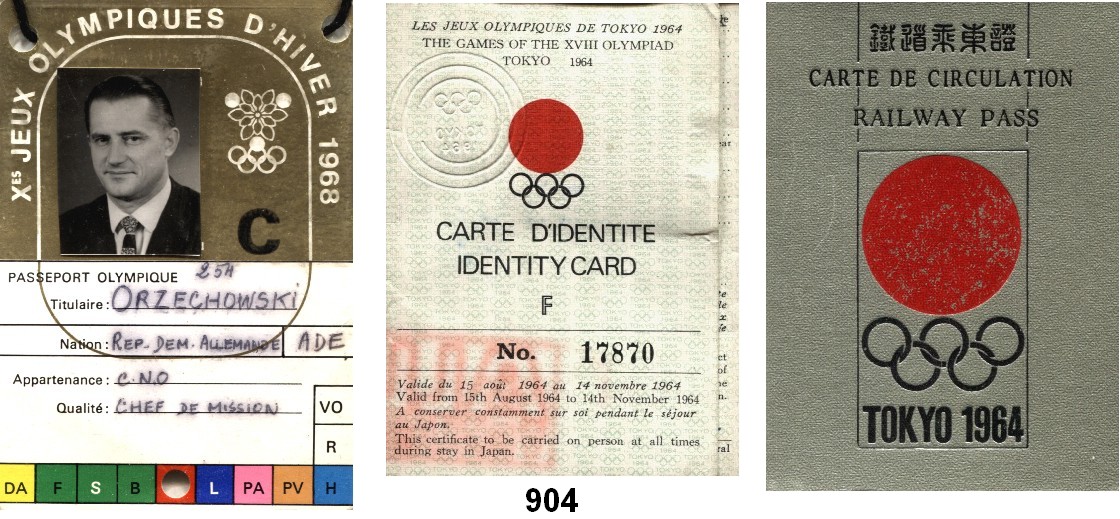 XES JEUX OLYMPIQUES D'HIVER 1968
C
PASSEPORT OLYMPIQUE 254
Titulaire: ORZECHOWSKI
Nation: REP. DEM. ALLEMANDE ADE
Appartenance: C.N.O
Qualité: CHEF DE MISSION
VO
R
DA F S B L PA PV H
LES JEUX OLYMPIQUES DE TOKYO 1964
THE GAMES OF THE XVIII OLYMPIAD
TOKYO 1964
TOKYO
1964
CARTE D'IDENTITE
IDENTITY CARD
F
No. 17870
Valide du 15 août 1964 au 14 novembre 1964
Valid from 15th August 1964 to 14th November 1964
A conserver constamment sur soi pendant le séjour
au Japon.
This certificate to be carried on person at all times
during stay in Japan.
鐵道乘車證
CARTE DE CIRCULATION
RAILWAY PASS
TOKYO 1964
904